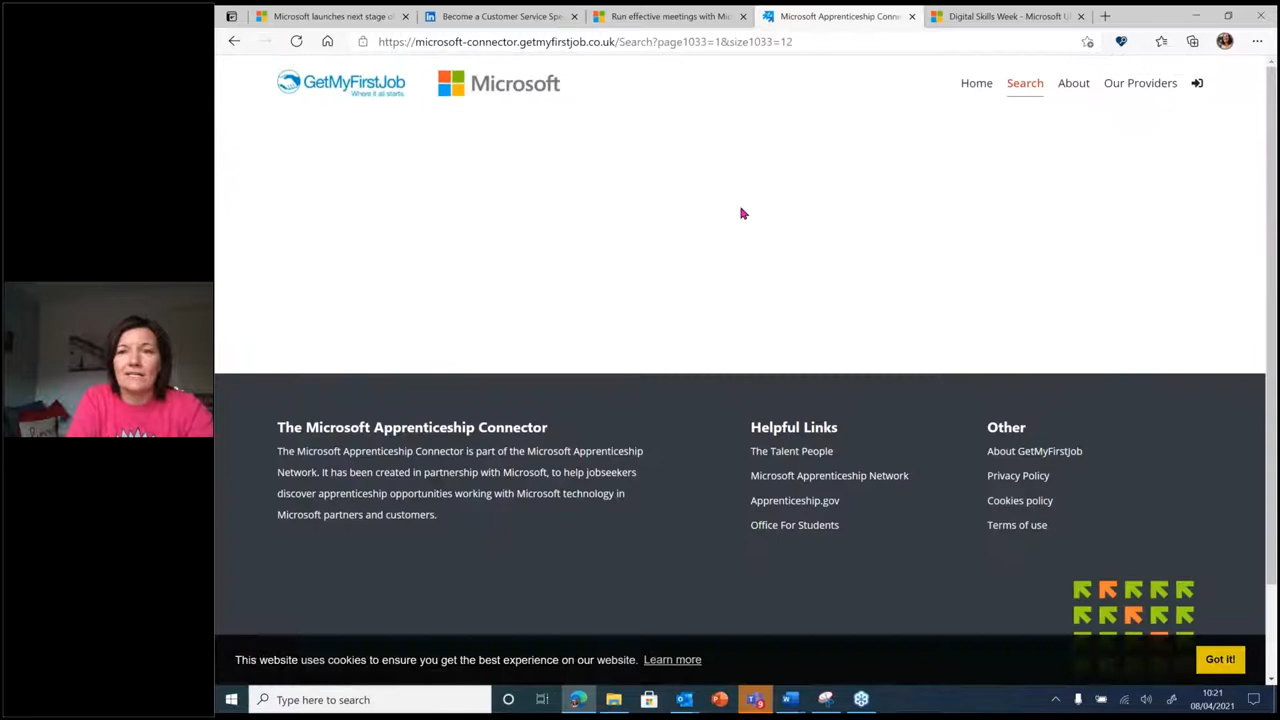 Microsoft launches next stage of
Become a Customer Service Spe
Run effective meetings with Mic
Microsoft Apprenticeship Conne
Digital Skills Week - Microsoft U
https://microsoft-connector.getmyfirstjob.co.uk/Search?page1033=1&size1033=12
GetMyFirstJob
Where it all starts.
Microsoft
Home
Search
About
Our Providers
The Microsoft Apprenticeship Connector
The Microsoft Apprenticeship Connector is part of the Microsoft Apprenticeship
Network. It has been created in partnership with Microsoft, to help jobseekers
discover apprenticeship opportunities working with Microsoft technology in
Microsoft partners and customers.
Helpful Links
The Talent People
Microsoft Apprenticeship Network
Apprenticeship.gov
Office For Students
Other
About GetMyFirstJob
Privacy Policy
Cookies policy
Terms of use
This website uses cookies to ensure you get the best experience on our website. Learn more
Got it!
Type here to search
10:21
08/04/2021